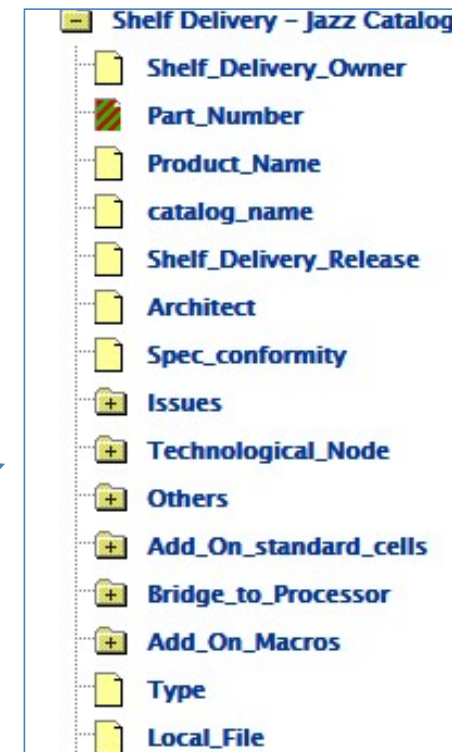 Shelf Delivery – Jazz Catalog
Shelf_Delivery_Owner
Part_Number
Product_Name
catalog_name
Shelf_Delivery_Release
Architect
Spec_conformity
Issues
Technological_Node
Others
Add_On_standard_cells
Bridge_to_Processor
Add_On_Macros
Type
Local_File